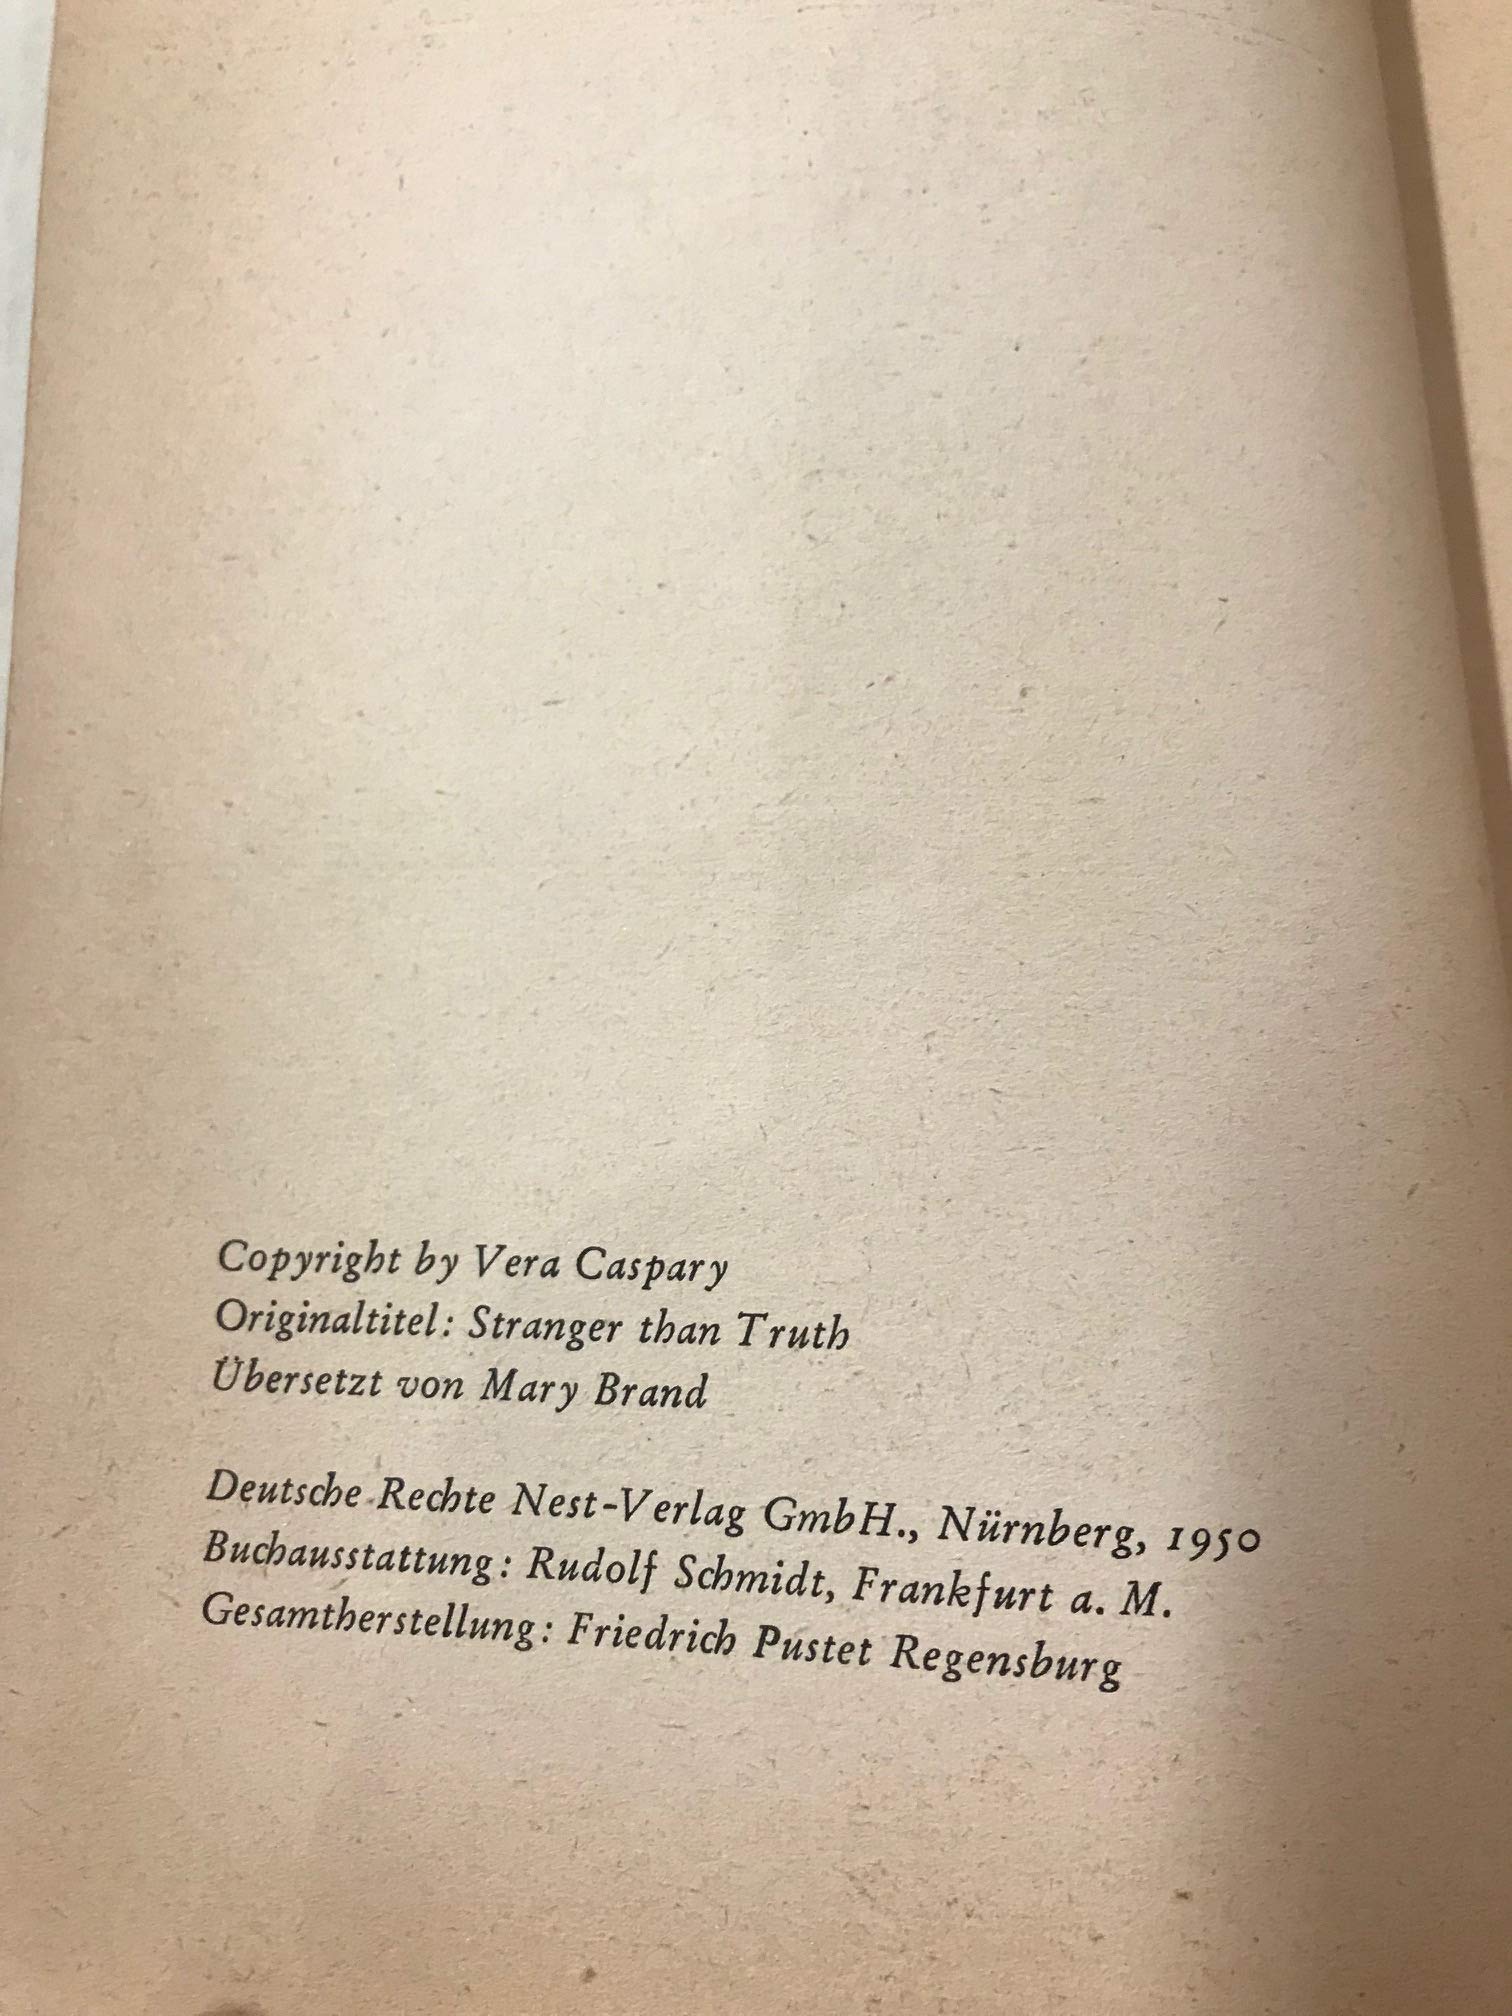 Copyright by Vera Caspary
Originaltitel: Stranger than Truth
Übersetzt von Mary Brand
Deutsche Rechte Nest-Verlag GmbH., Nürnberg, 1950
Buchausstattung: Rudolf Schmidt, Frankfurt a. M.
Gesamtherstellung: Friedrich Pustet Regensburg